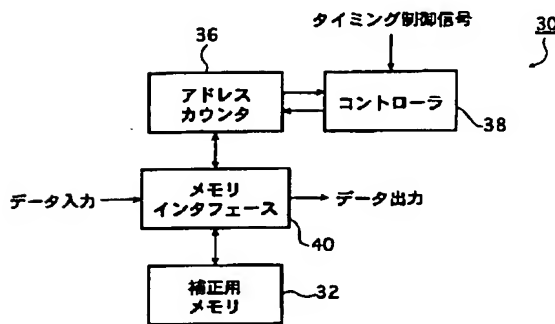 36
タイミング制御信号
30
アドレス
カウンタ
コントローラ
38
データ入力
メモリ
インタフェース
データ出力
40
補正用
メモリ
32